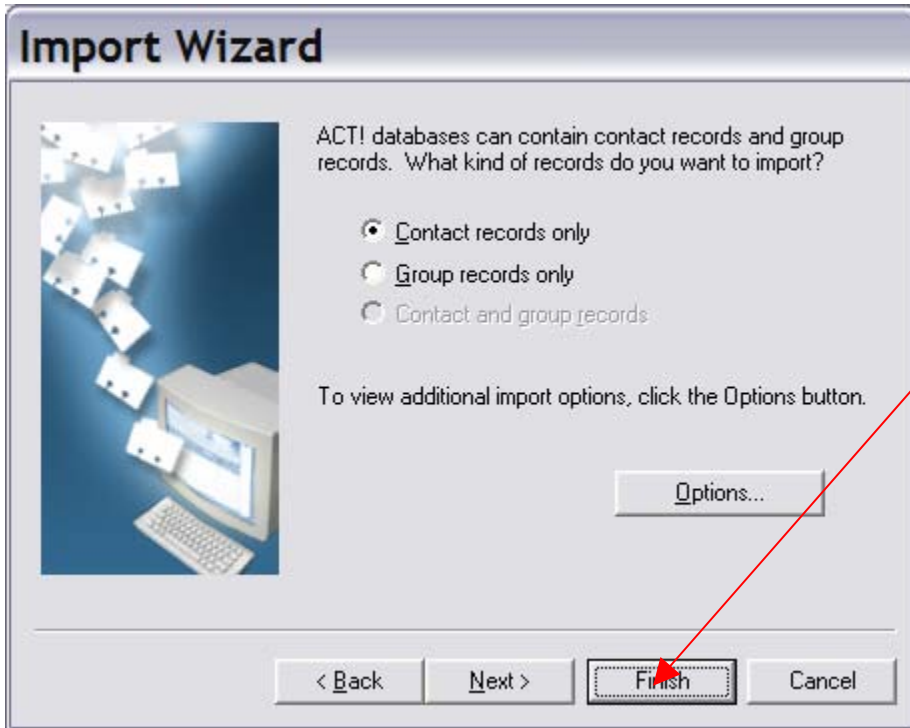 Import Wizard
ACT! databases can contain contact records and group
records. What kind of records do you want to import?
Contact records only
Group records only
Contact and group records
To view additional import options, click the Options button.
Options...
< Back Next > Finish Cancel